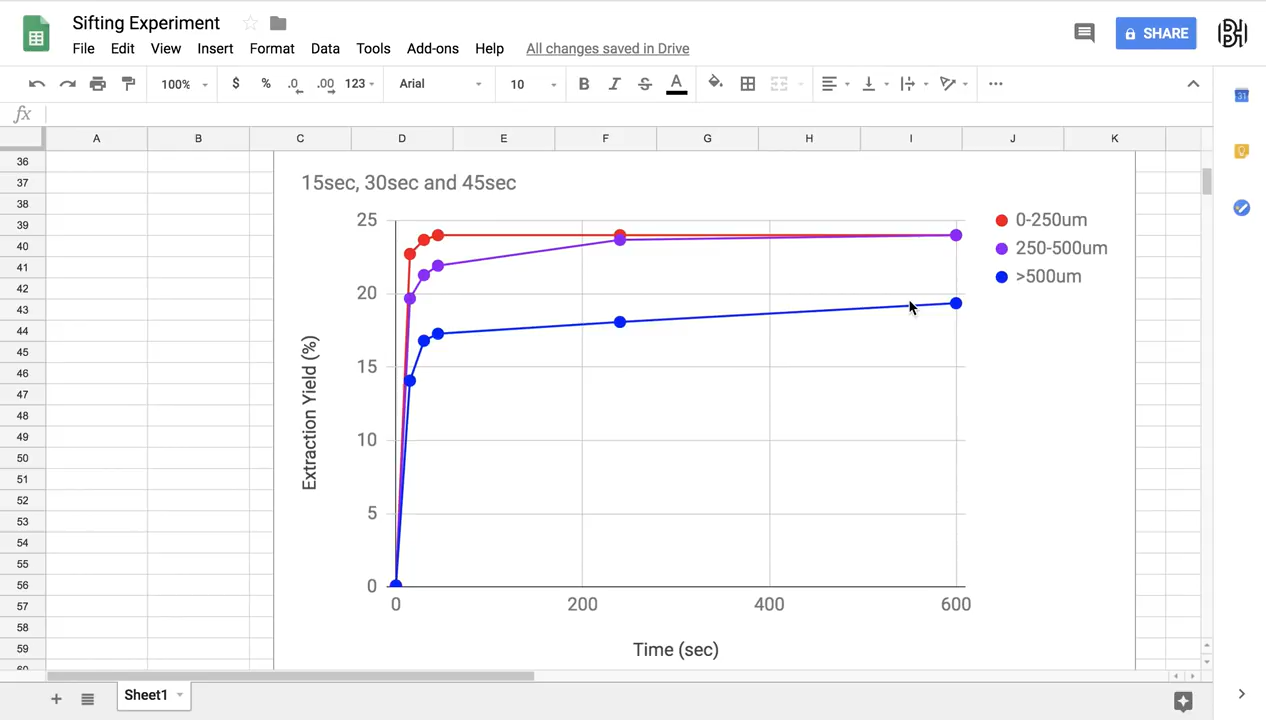 Sifting Experiment
File Edit View Insert Format Data Tools Add-ons Help All changes saved in Drive
SHARE
100% $ % .0 .00 123 Arial 10 B I S A
fx
A B C D E F G H I J K
36
37
38
39
40
41
42
43
44
45
46
47
48
49
50
51
52
53
54
55
56
57
58
59
60
15sec, 30sec and 45sec
25
20
15
10
5
0
Extraction Yield (%)
0 200 400 600
Time (sec)
0-250um
250-500um
>500um
31
Sheet1